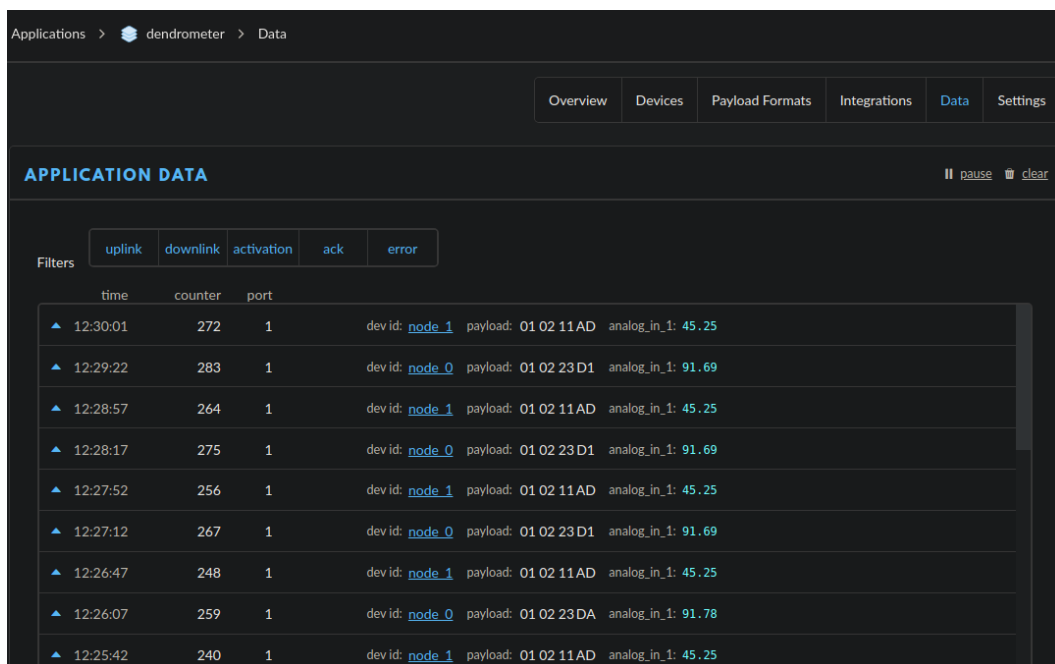 Applications > dendrometer > Data
Overview Devices Payload Formats Integrations Data Settings
APPLICATION DATA pause clear
Filters uplink downlink activation ack error
time counter port
12:30:01 272 1 dev id: node_1 payload: 01 02 11 AD analog_in_1: 45.25
12:29:22 283 1 dev id: node_0 payload: 01 02 23 D1 analog_in_1: 91.69
12:28:57 264 1 dev id: node_1 payload: 01 02 11 AD analog_in_1: 45.25
12:28:17 275 1 dev id: node_0 payload: 01 02 23 D1 analog_in_1: 91.69
12:27:52 256 1 dev id: node_1 payload: 01 02 11 AD analog_in_1: 45.25
12:27:12 267 1 dev id: node_0 payload: 01 02 23 D1 analog_in_1: 91.69
12:26:47 248 1 dev id: node_1 payload: 01 02 11 AD analog_in_1: 45.25
12:26:07 259 1 dev id: node_0 payload: 01 02 23 DA analog_in_1: 91.78
12:25:42 240 1 dev id: node_1 payload: 01 02 11 AD analog_in_1: 45.25